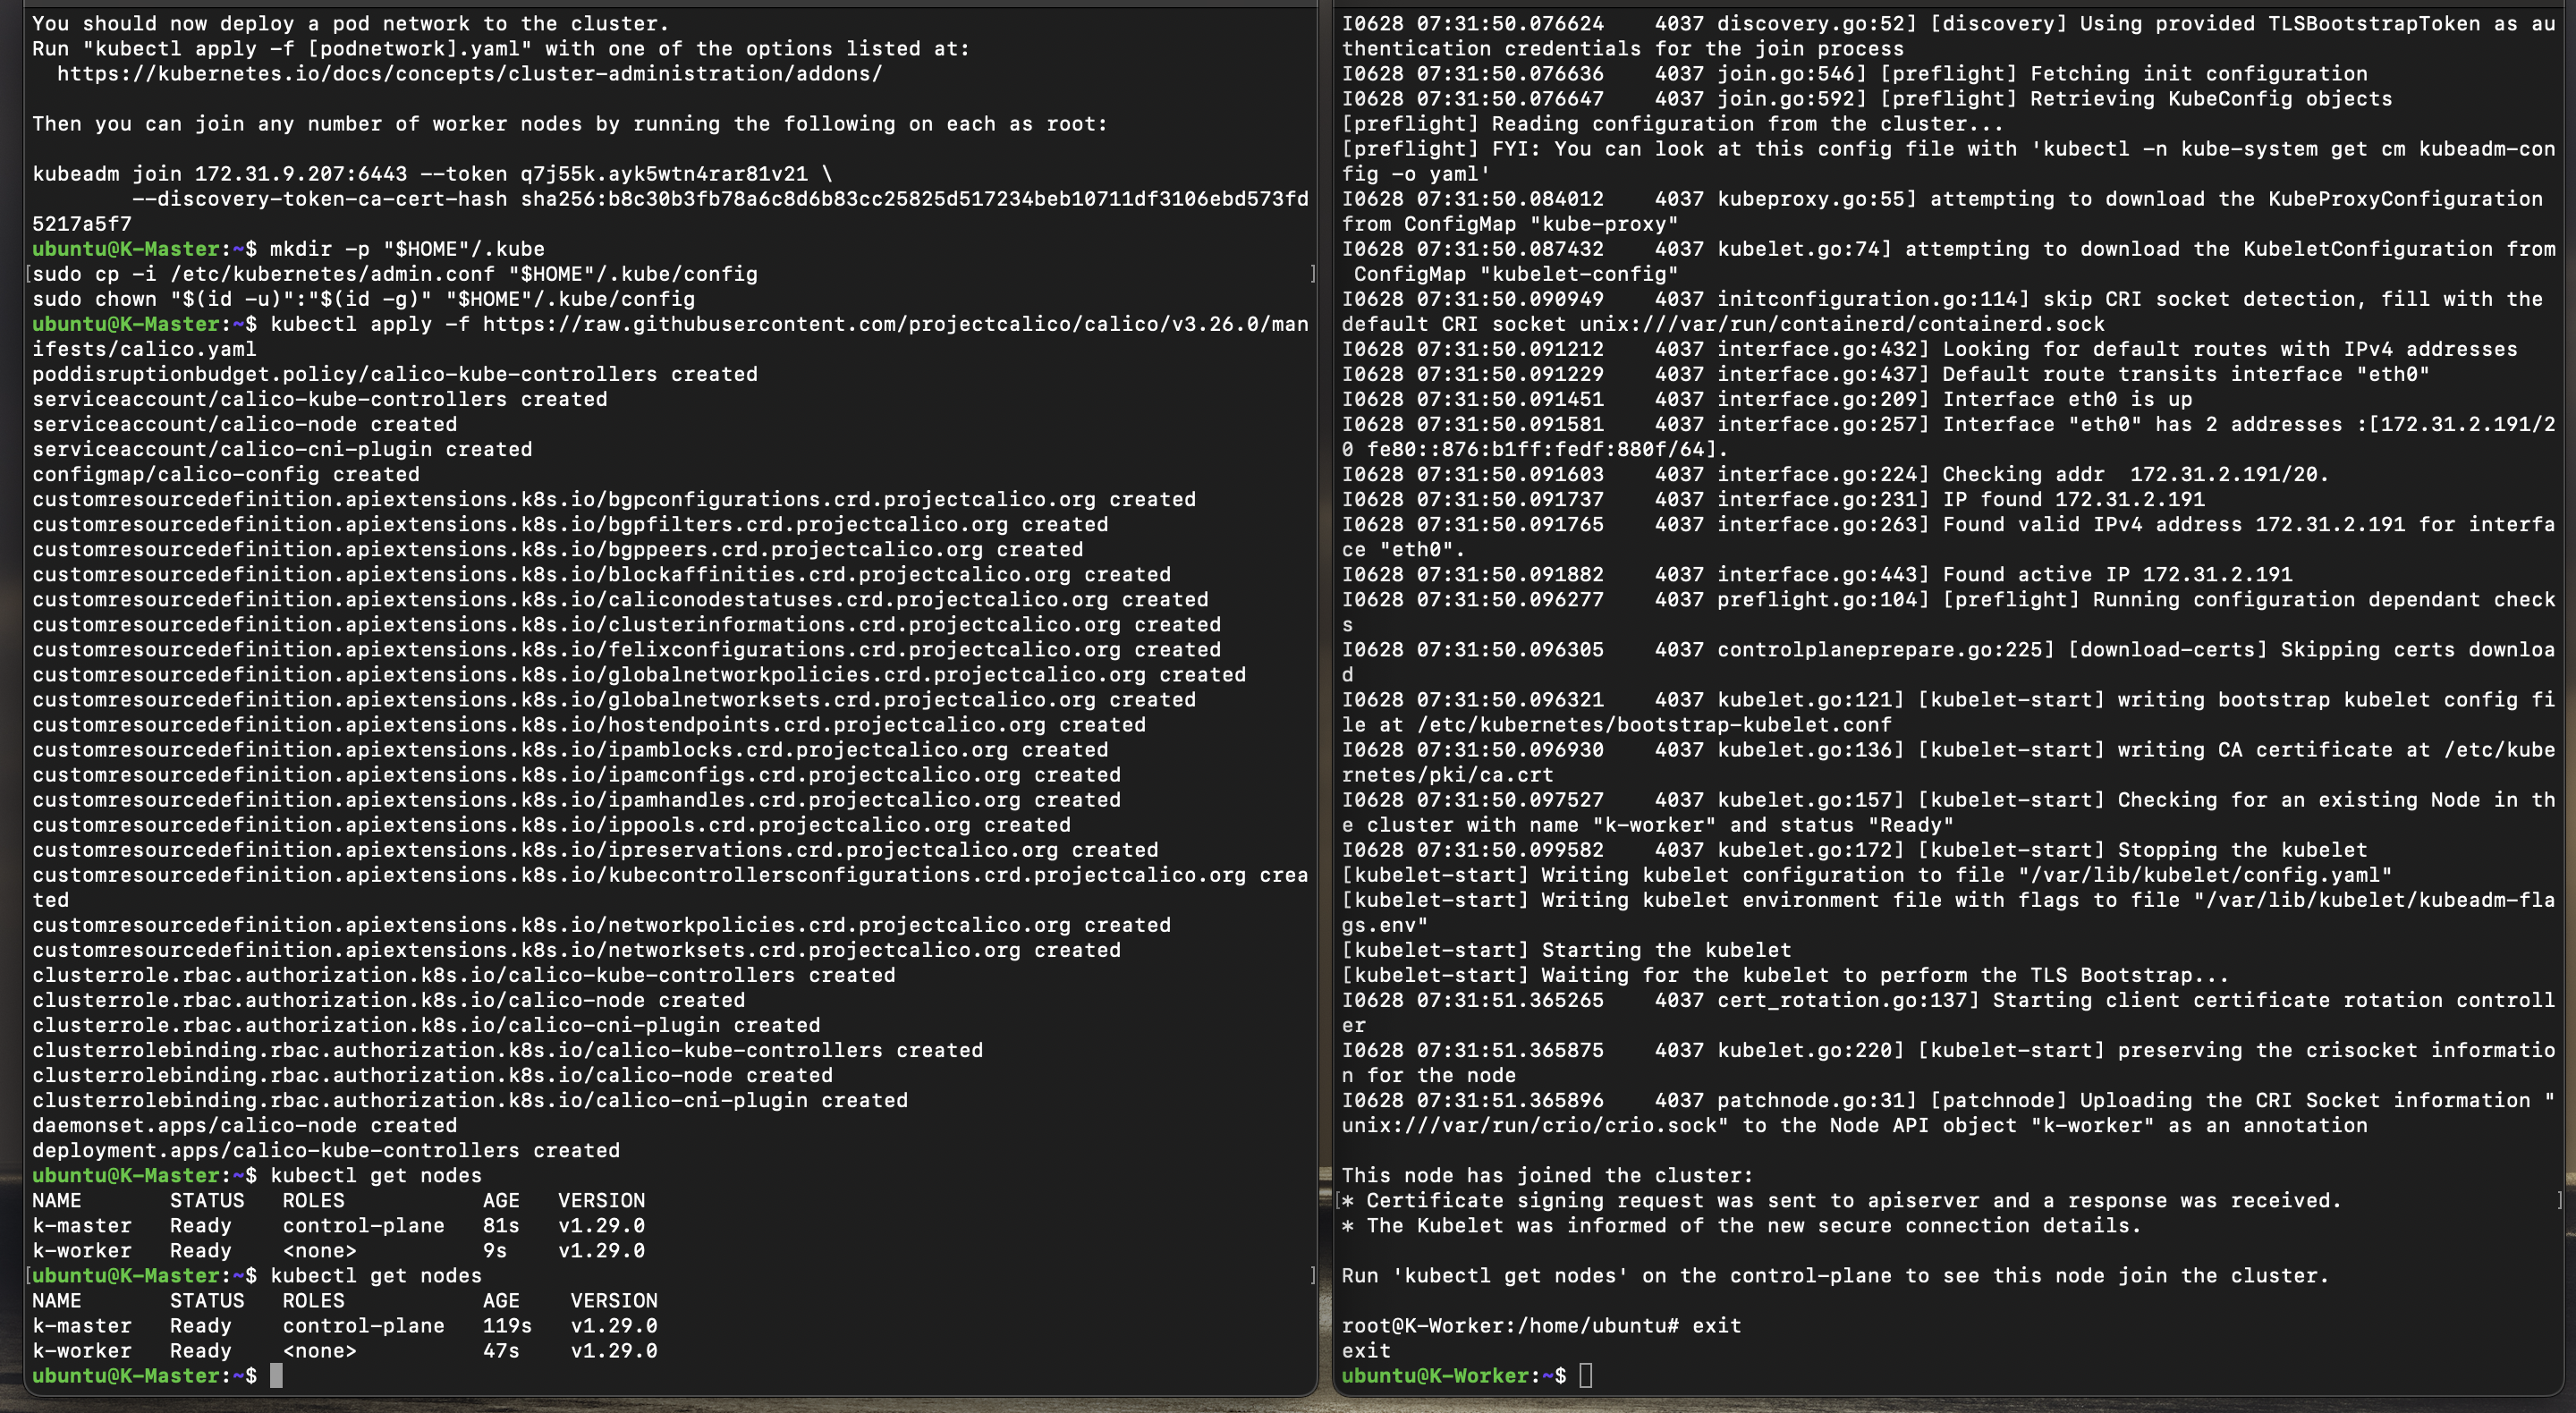 You should now deploy a pod network to the cluster.
Run "kubectl apply -f [podnetwork].yaml" with one of the options listed at:
  https://kubernetes.io/docs/concepts/cluster-administration/addons/

Then you can join any number of worker nodes by running the following on each as root:

kubeadm join 172.31.9.207:6443 --token q7j55k.ayk5wtn4rar81v21 \
        --discovery-token-ca-cert-hash sha256:b8c30b3fb78a6c8d6b83cc25825d517234beb10711df3106ebd573fd
5217a5f7
ubuntu@K-Master:~$ mkdir -p "$HOME"/.kube
[sudo cp -i /etc/kubernetes/admin.conf "$HOME"/.kube/config ]
sudo chown "$(id -u)":"$(id -g)" "$HOME"/.kube/config
ubuntu@K-Master:~$ kubectl apply -f https://raw.githubusercontent.com/projectcalico/calico/v3.26.0/man
ifests/calico.yaml
poddisruptionbudget.policy/calico-kube-controllers created
serviceaccount/calico-kube-controllers created
serviceaccount/calico-node created
serviceaccount/calico-cni-plugin created
configmap/calico-config created
customresourcedefinition.apiextensions.k8s.io/bgpconfigurations.crd.projectcalico.org created
customresourcedefinition.apiextensions.k8s.io/bgpfilters.crd.projectcalico.org created
customresourcedefinition.apiextensions.k8s.io/bgppeers.crd.projectcalico.org created
customresourcedefinition.apiextensions.k8s.io/blockaffinities.crd.projectcalico.org created
customresourcedefinition.apiextensions.k8s.io/caliconodestatuses.crd.projectcalico.org created
customresourcedefinition.apiextensions.k8s.io/clusterinformations.crd.projectcalico.org created
customresourcedefinition.apiextensions.k8s.io/felixconfigurations.crd.projectcalico.org created
customresourcedefinition.apiextensions.k8s.io/globalnetworkpolicies.crd.projectcalico.org created
customresourcedefinition.apiextensions.k8s.io/globalnetworksets.crd.projectcalico.org created
customresourcedefinition.apiextensions.k8s.io/hostendpoints.crd.projectcalico.org created
customresourcedefinition.apiextensions.k8s.io/ipamblocks.crd.projectcalico.org created
customresourcedefinition.apiextensions.k8s.io/ipamconfigs.crd.projectcalico.org created
customresourcedefinition.apiextensions.k8s.io/ipamhandles.crd.projectcalico.org created
customresourcedefinition.apiextensions.k8s.io/ippools.crd.projectcalico.org created
customresourcedefinition.apiextensions.k8s.io/ipreservations.crd.projectcalico.org created
customresourcedefinition.apiextensions.k8s.io/kubecontrollersconfigurations.crd.projectcalico.org crea
ted
customresourcedefinition.apiextensions.k8s.io/networkpolicies.crd.projectcalico.org created
customresourcedefinition.apiextensions.k8s.io/networksets.crd.projectcalico.org created
clusterrole.rbac.authorization.k8s.io/calico-kube-controllers created
clusterrole.rbac.authorization.k8s.io/calico-node created
clusterrole.rbac.authorization.k8s.io/calico-cni-plugin created
clusterrolebinding.rbac.authorization.k8s.io/calico-kube-controllers created
clusterrolebinding.rbac.authorization.k8s.io/calico-node created
clusterrolebinding.rbac.authorization.k8s.io/calico-cni-plugin created
daemonset.apps/calico-node created
deployment.apps/calico-kube-controllers created
ubuntu@K-Master:~$ kubectl get nodes
NAME       STATUS   ROLES           AGE   VERSION
k-master   Ready    control-plane   81s   v1.29.0
k-worker   Ready    <none>          9s    v1.29.0
[ubuntu@K-Master:~$ kubectl get nodes ]
NAME       STATUS   ROLES           AGE    VERSION
k-master   Ready    control-plane   119s   v1.29.0
k-worker   Ready    <none>          47s    v1.29.0
ubuntu@K-Master:~$
I0628 07:31:50.076624    4037 discovery.go:52] [discovery] Using provided TLSBootstrapToken as au
thentication credentials for the join process
I0628 07:31:50.076636    4037 join.go:546] [preflight] Fetching init configuration
I0628 07:31:50.076647    4037 join.go:592] [preflight] Retrieving KubeConfig objects
[preflight] Reading configuration from the cluster...
[preflight] FYI: You can look at this config file with 'kubectl -n kube-system get cm kubeadm-con
fig -o yaml'
I0628 07:31:50.084012    4037 kubeproxy.go:55] attempting to download the KubeProxyConfiguration
from ConfigMap "kube-proxy"
I0628 07:31:50.087432    4037 kubelet.go:74] attempting to download the KubeletConfiguration from
 ConfigMap "kubelet-config"
I0628 07:31:50.090949    4037 initconfiguration.go:114] skip CRI socket detection, fill with the
default CRI socket unix:///var/run/containerd/containerd.sock
I0628 07:31:50.091212    4037 interface.go:432] Looking for default routes with IPv4 addresses
I0628 07:31:50.091229    4037 interface.go:437] Default route transits interface "eth0"
I0628 07:31:50.091451    4037 interface.go:209] Interface eth0 is up
I0628 07:31:50.091581    4037 interface.go:257] Interface "eth0" has 2 addresses :[172.31.2.191/2
0 fe80::876:b1ff:fedf:880f/64].
I0628 07:31:50.091603    4037 interface.go:224] Checking addr  172.31.2.191/20.
I0628 07:31:50.091737    4037 interface.go:231] IP found 172.31.2.191
I0628 07:31:50.091765    4037 interface.go:263] Found valid IPv4 address 172.31.2.191 for interfa
ce "eth0".
I0628 07:31:50.091882    4037 interface.go:443] Found active IP 172.31.2.191
I0628 07:31:50.096277    4037 preflight.go:104] [preflight] Running configuration dependant check
s
I0628 07:31:50.096305    4037 controlplaneprepare.go:225] [download-certs] Skipping certs downloa
d
I0628 07:31:50.096321    4037 kubelet.go:121] [kubelet-start] writing bootstrap kubelet config fi
le at /etc/kubernetes/bootstrap-kubelet.conf
I0628 07:31:50.096930    4037 kubelet.go:136] [kubelet-start] writing CA certificate at /etc/kube
rnetes/pki/ca.crt
I0628 07:31:50.097527    4037 kubelet.go:157] [kubelet-start] Checking for an existing Node in th
e cluster with name "k-worker" and status "Ready"
I0628 07:31:50.099582    4037 kubelet.go:172] [kubelet-start] Stopping the kubelet
[kubelet-start] Writing kubelet configuration to file "/var/lib/kubelet/config.yaml"
[kubelet-start] Writing kubelet environment file with flags to file "/var/lib/kubelet/kubeadm-fla
gs.env"
[kubelet-start] Starting the kubelet
[kubelet-start] Waiting for the kubelet to perform the TLS Bootstrap...
I0628 07:31:51.365265    4037 cert_rotation.go:137] Starting client certificate rotation controll
er
I0628 07:31:51.365875    4037 kubelet.go:220] [kubelet-start] preserving the crisocket informatio
n for the node
I0628 07:31:51.365896    4037 patchnode.go:31] [patchnode] Uploading the CRI Socket information "
unix:///var/run/crio/crio.sock" to the Node API object "k-worker" as an annotation

This node has joined the cluster:
[* Certificate signing request was sent to apiserver and a response was received. ]
* The Kubelet was informed of the new secure connection details.

Run 'kubectl get nodes' on the control-plane to see this node join the cluster.

root@K-Worker:/home/ubuntu# exit
exit
ubuntu@K-Worker:~$